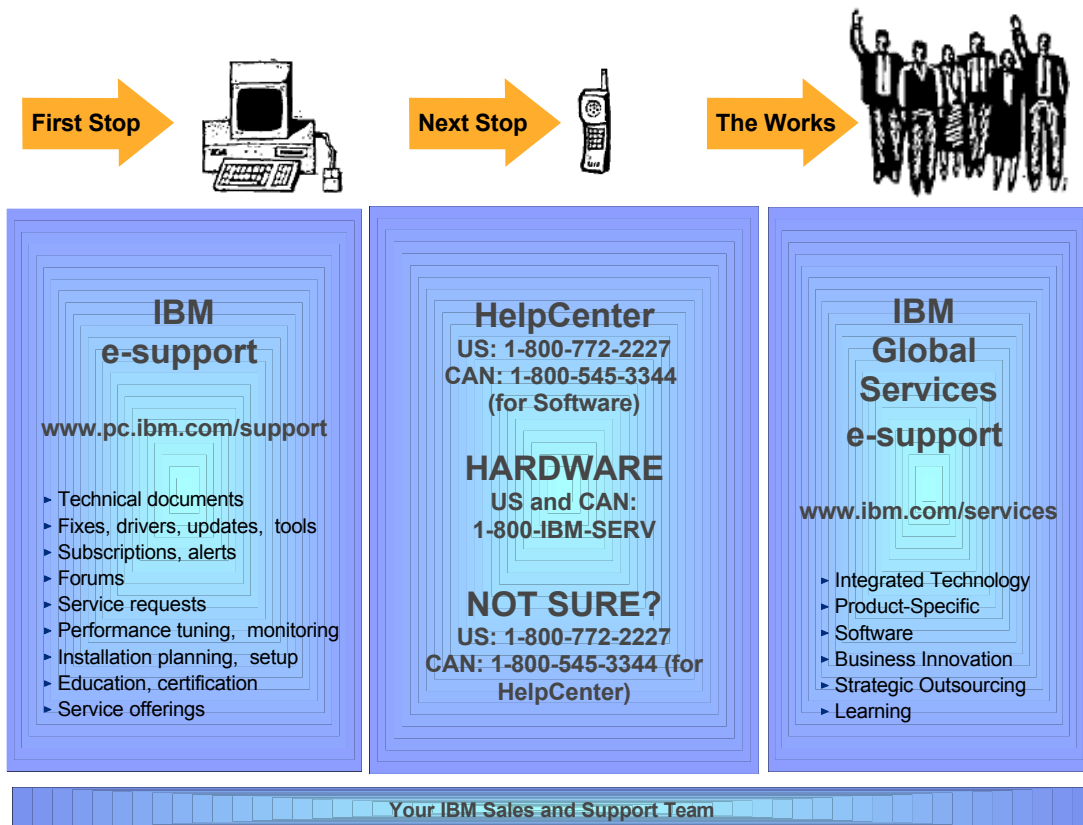 First Stop
Next Stop
The Works
IBM
e-support
www.pc.ibm.com/support
► Technical documents
► Fixes, drivers, updates, tools
► Subscriptions, alerts
► Forums
► Service requests
► Performance tuning, monitoring
► Installation planning, setup
► Education, certification
► Service offerings
HelpCenter
US: 1-800-772-2227
CAN: 1-800-545-3344
(for Software)
HARDWARE
US and CAN:
1-800-IBM-SERV
NOT SURE?
US: 1-800-772-2227
CAN: 1-800-545-3344 (for
HelpCenter)
IBM
Global
Services
e-support
www.ibm.com/services
► Integrated Technology
► Product-Specific
► Software
► Business Innovation
► Strategic Outsourcing
► Learning
Your IBM Sales and Support Team